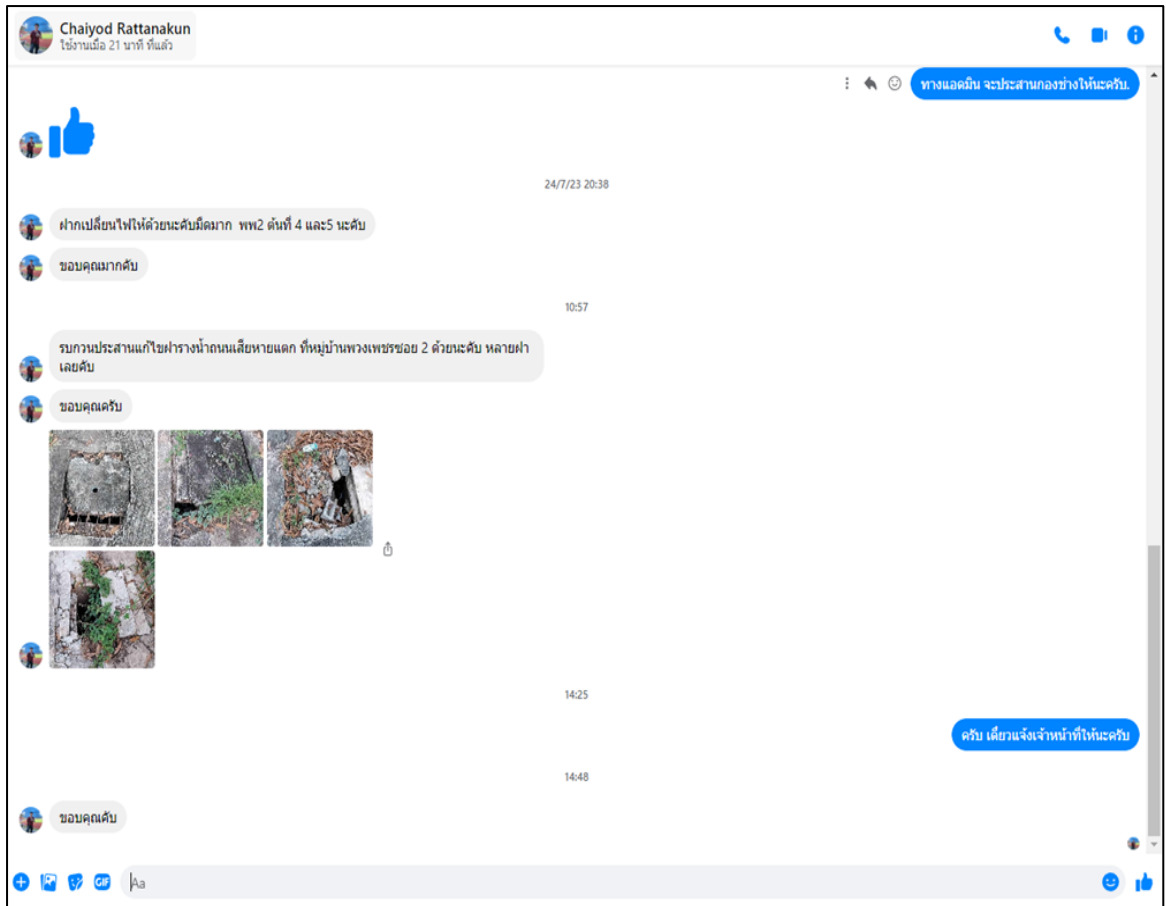 Chaiyod Rattanakun
ใช้งานเมื่อ 21 นาที ที่แล้ว
ทางแอดมิน จะประสานกองช่างให้นะครับ.
24/7/23 20:38
ฝากเปลี่ยนไฟให้ด้วยนะคับมืดมาก พพ2 ต้นที่ 4 และ5 นะคับ
ขอบคุณมากคับ
10:57
รบกวนประสานแก้ไขฝารางน้ำถนนเสียหายแตก ที่หมู่บ้านพวงเพชรซอย 2 ด้วยนะคับ หลายฝา
เลยคับ
ขอบคุณครับ
14:25
ครับ เดี๋ยวแจ้งเจ้าหน้าที่ให้นะครับ
14:48
ขอบคุณคับ
GIF
Aa